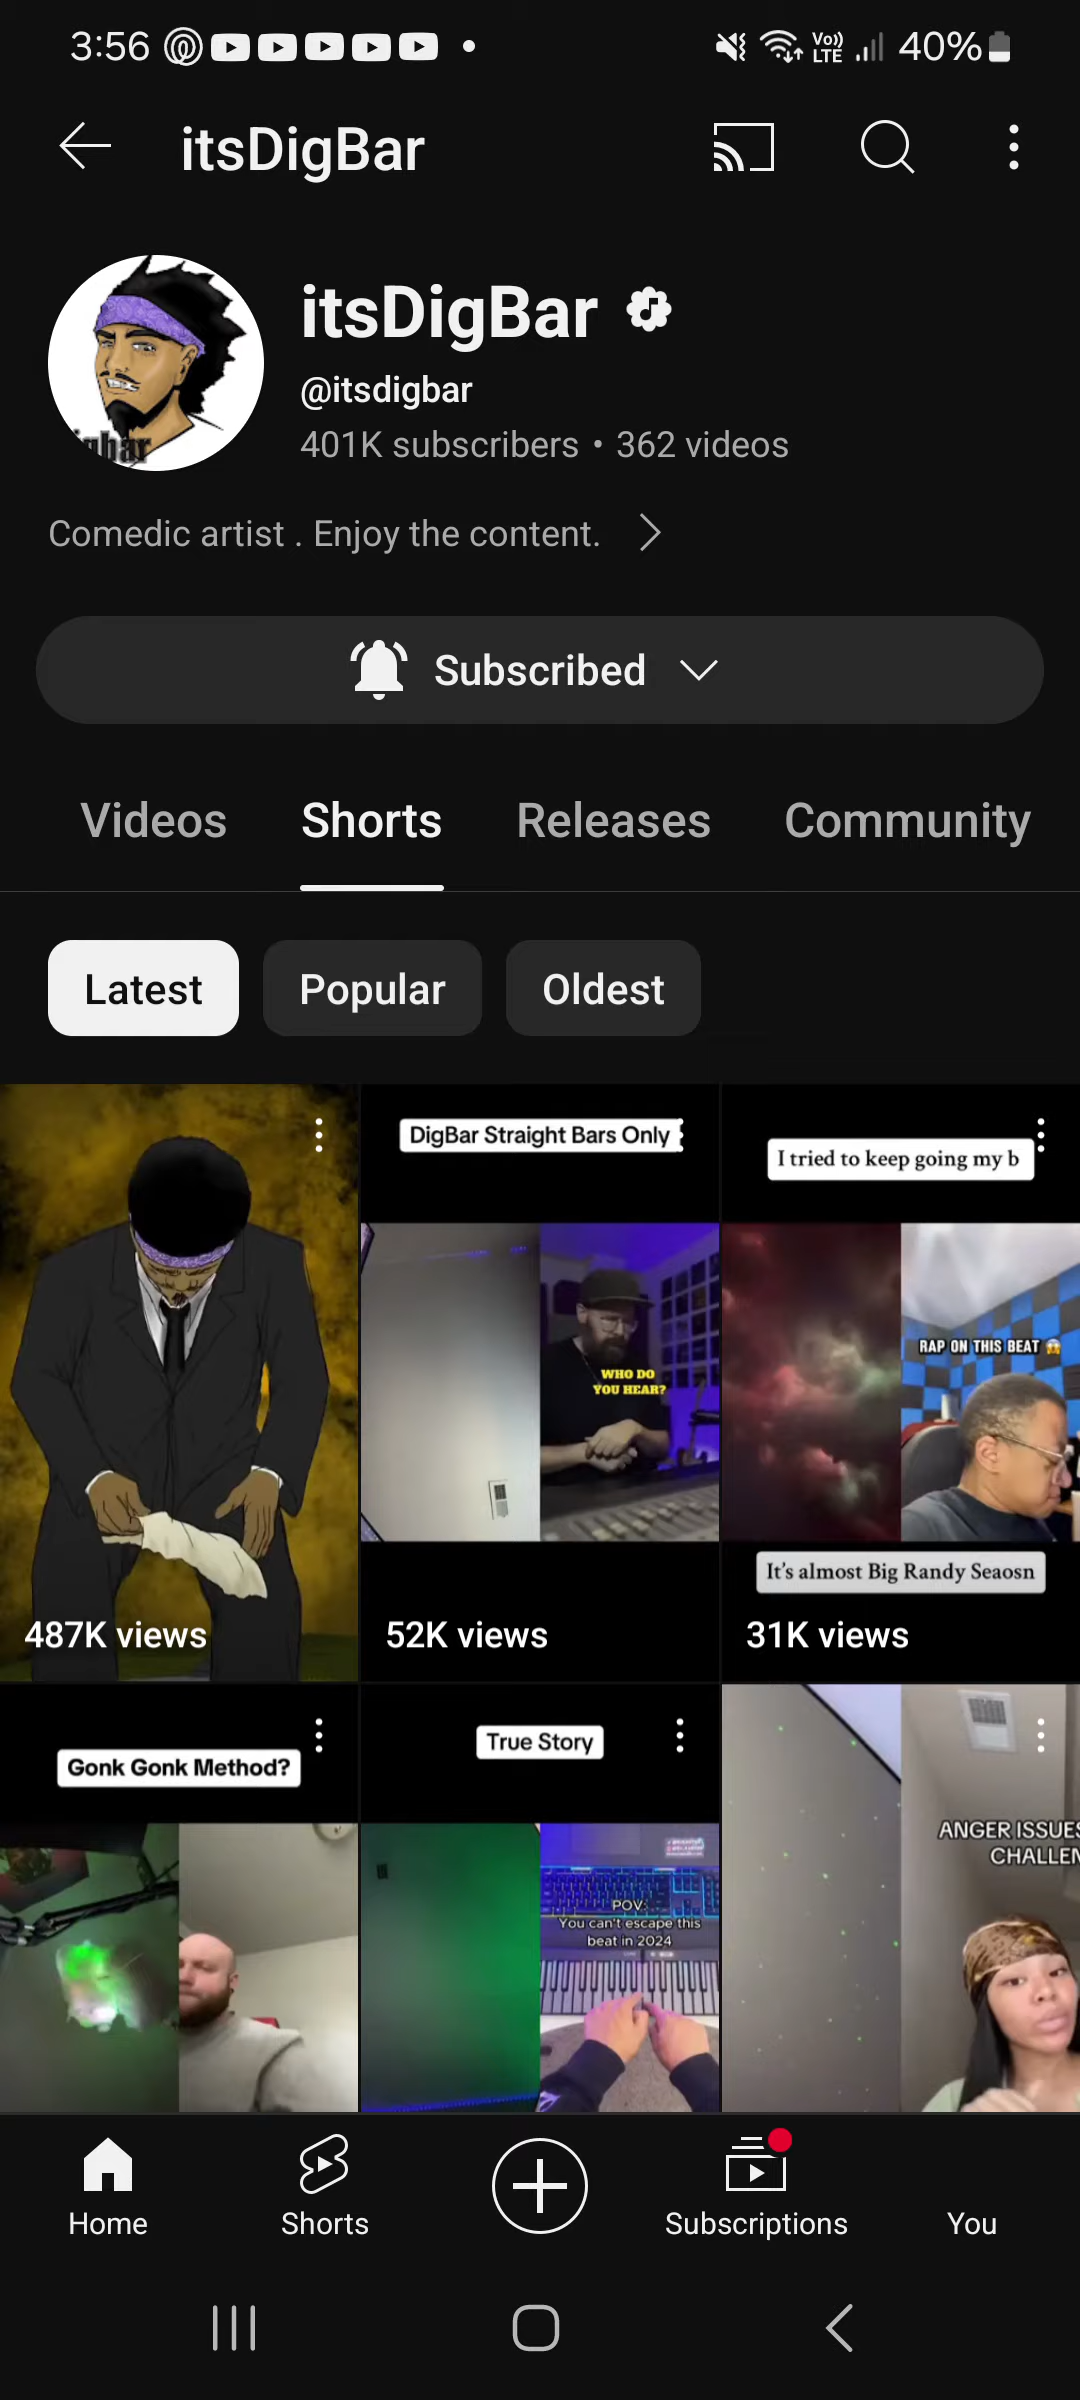 3:56
Vo))
LTE
40%
itsDigBar
itsDigBar
@itsdigbar
401K subscribers • 362 videos
Comedic artist . Enjoy the content.
Subscribed
Videos
Shorts
Releases
Community
Latest
Popular
Oldest
487K views
DigBar Straight Bars Only
WHO DO
YOU HEAR?
52K views
I tried to keep going my b
RAP ON THIS BEAT 😱
It's almost Big Randy Seaosn
31K views
Gonk Gonk Method?
True Story
POV:
You can't escape this
beat in 2024
ANGER ISSUES
CHALLEN
Home
Shorts
Subscriptions
You